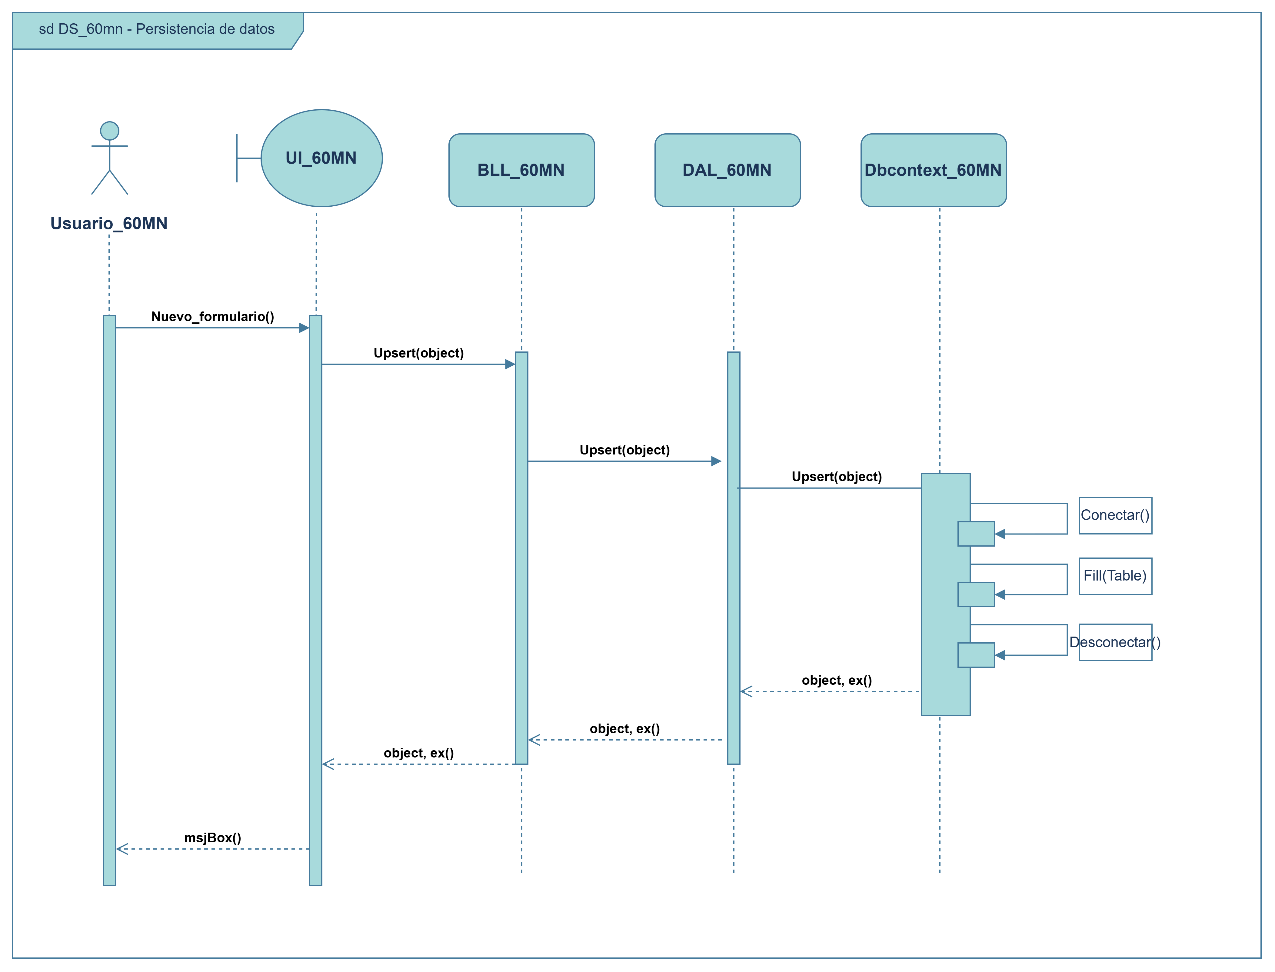 sd DS_60mn - Persistencia de datos
UI_60MN
BLL_60MN
DAL_60MN
Dbcontext_60MN
Usuario_60MN
Nuevo_formulario()
Upsert(object)
Upsert(object)
Upsert(object)
Conectar()
Fill(Table)
Desconectar()
object, ex()
object, ex()
object, ex()
msjBox()